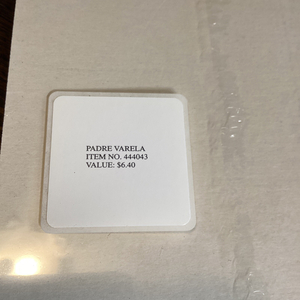 PADRE VARELA
ITEM NO. 444043
VALUE: $6.40